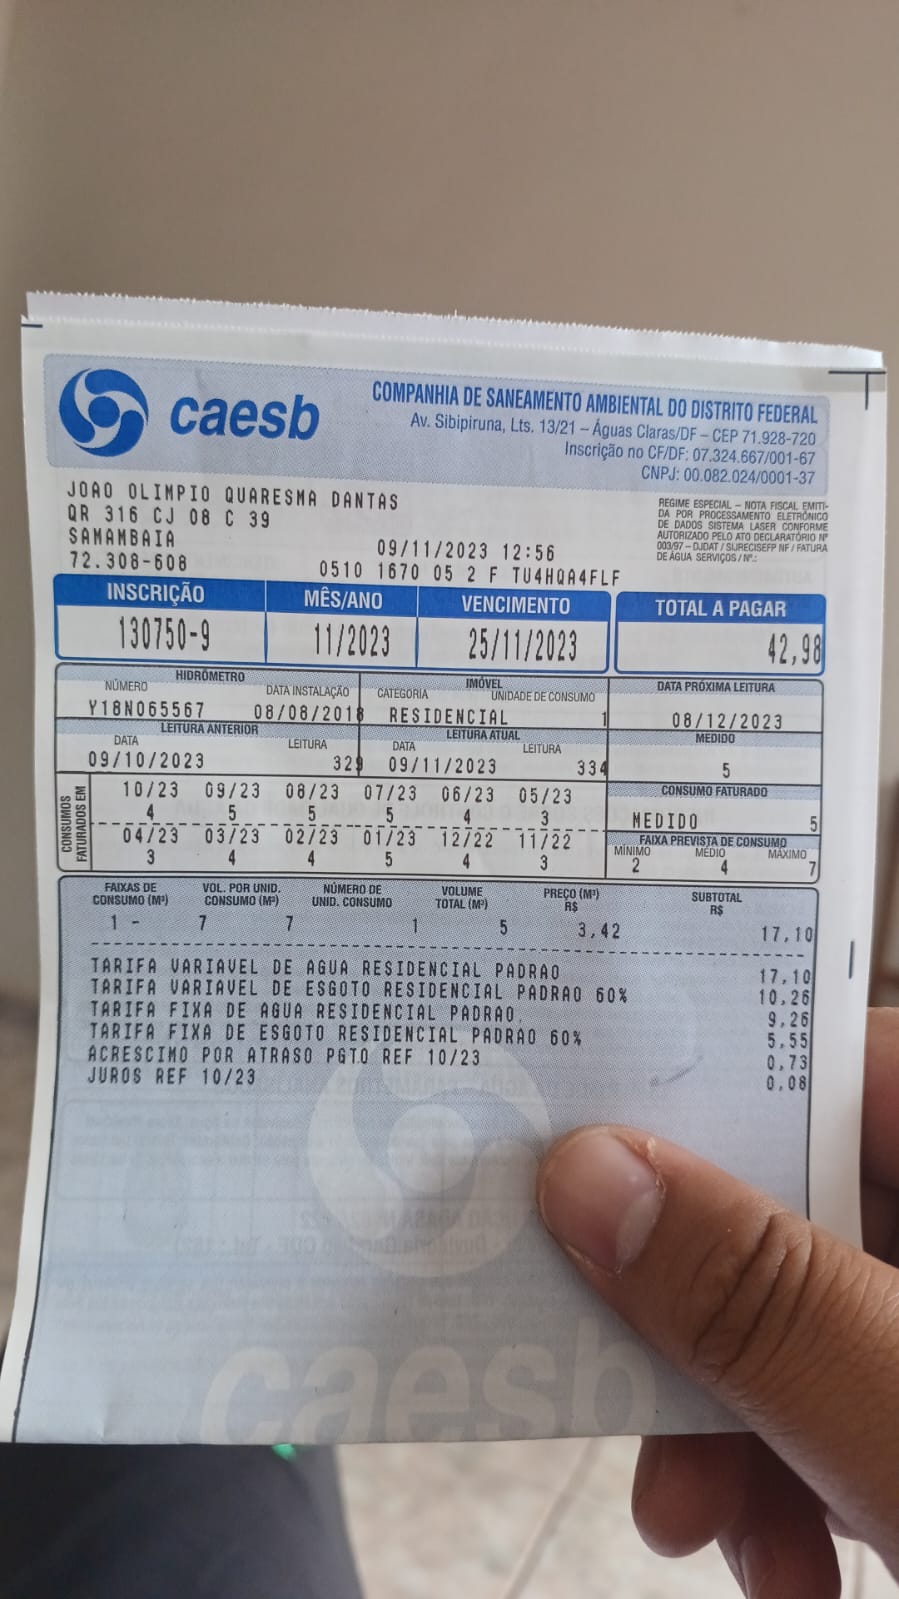 caesb
COMPANHIA DE SANEAMENTO AMBIENTAL DO DISTRITO FEDERAL
Av. Sibipiruna, Lts. 13/21 – Águas Claras/DF – CEP 71.928-720
Inscrição no CF/DF: 07.324.667/001-67
CNPJ: 00.082.024/0001-37
JOAO OLIMPIO QUARESMA DANTAS
QR 316 CJ 08 C 39
SAMAMBAIA
72.308-608
09/11/2023 12:56
0510 1670 05 2 F TU4HQA4FLF
REGIME ESPECIAL – NOTA FISCAL EMITI-
DA POR PROCESSAMENTO ELETRÔNICO
DE DADOS SISTEMA LASER CONFORME
AUTORIZADO PELO ATO DECLARATÓRIO Nº
003/97 – DJDAT / SIJRECISEFP NF / FATURA
DE ÁGUA SERVIÇOS / Nº.:
INSCRIÇÃO MÊS/ANO VENCIMENTO TOTAL A PAGAR
130750-9 11/2023 25/11/2023 42,98
HIDRÔMETRO IMÓVEL DATA PRÓXIMA LEITURA
NÚMERO DATA INSTALAÇÃO CATEGORIA UNIDADE DE CONSUMO
Y18N065567 08/08/2018 RESIDENCIAL 1 08/12/2023
LEITURA ANTERIOR LEITURA ATUAL MEDIDO
DATA LEITURA DATA LEITURA
09/10/2023 329 09/11/2023 334 5
CONSUMOS FATURADOS EM
10/23 09/23 08/23 07/23 06/23 05/23
4 5 5 5 4 3
04/23 03/23 02/23 01/23 12/22 11/22
3 4 4 5 4 3
CONSUMO FATURADO
MEDIDO 5
FAIXA PREVISTA DE CONSUMO
MÍNIMO MÉDIO MÁXIMO
2 4 7
FAIXAS DE CONSUMO (M³) VOL. POR UNID. CONSUMO (M³) NÚMERO DE UNID. CONSUMO VOLUME TOTAL (M³) PREÇO (M³) R$ SUBTOTAL R$
1 - 7 7 1 5 3,42 17,10
TARIFA VARIAVEL DE AGUA RESIDENCIAL PADRAO 17,10
TARIFA VARIAVEL DE ESGOTO RESIDENCIAL PADRAO 60% 10,26
TARIFA FIXA DE AGUA RESIDENCIAL PADRAO 9,26
TARIFA FIXA DE ESGOTO RESIDENCIAL PADRAO 60% 5,55
ACRESCIMO POR ATRASO PGTO REF 10/23 0,73
JUROS REF 10/23 0,08
caesb